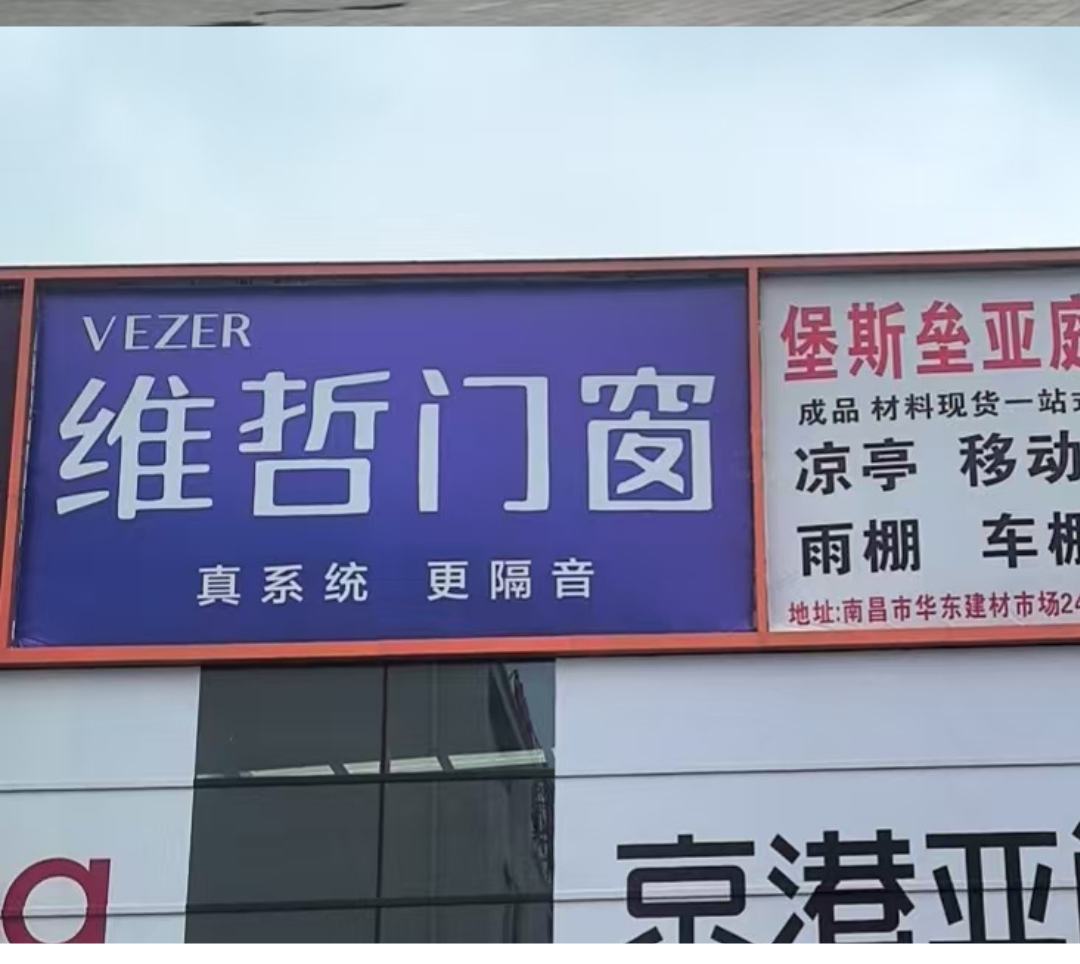 VEZER
维哲门窗
真系统 更隔音
堡斯垒亚庭
成品 材料现货一站
凉亭 移动
雨棚 车棚
地址:南昌市华东建材市场24
a
京港亚